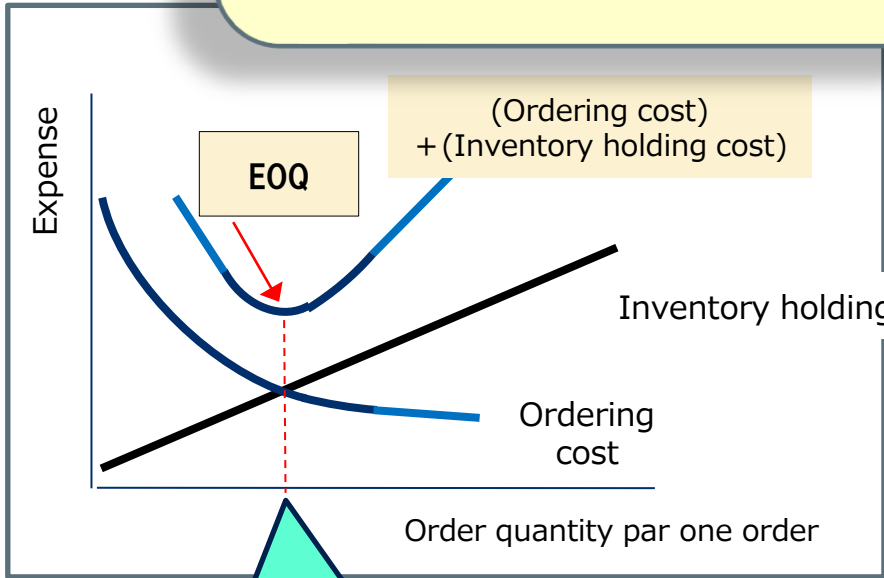 (Ordering cost)
+(Inventory holding cost)
EOQ
Expense
Inventory holding
Ordering
cost
Order quantity par one order